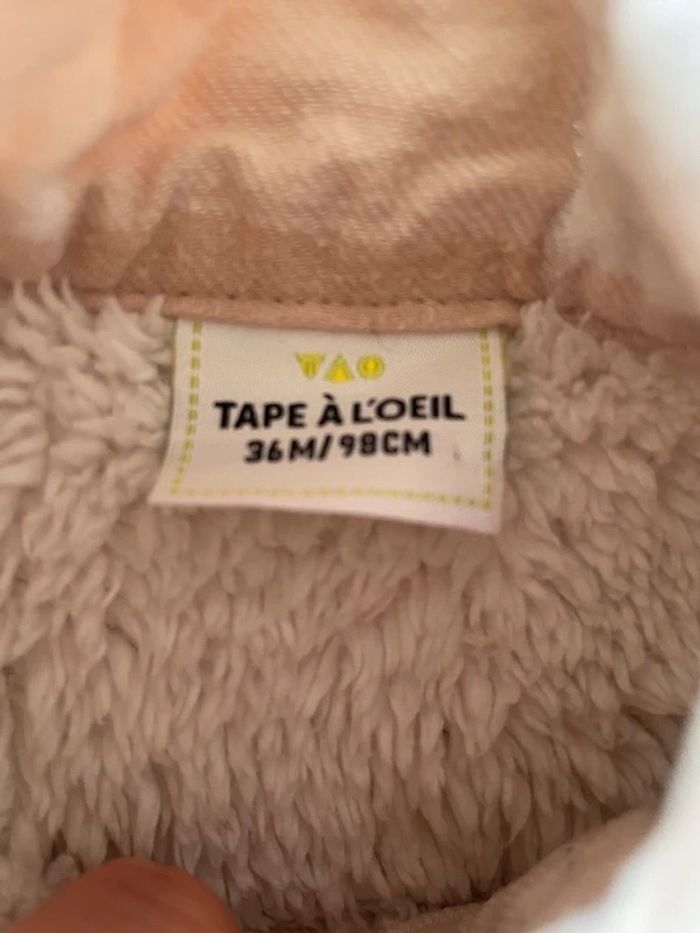 TAO
TAPE À L'OEIL
36M/98CM